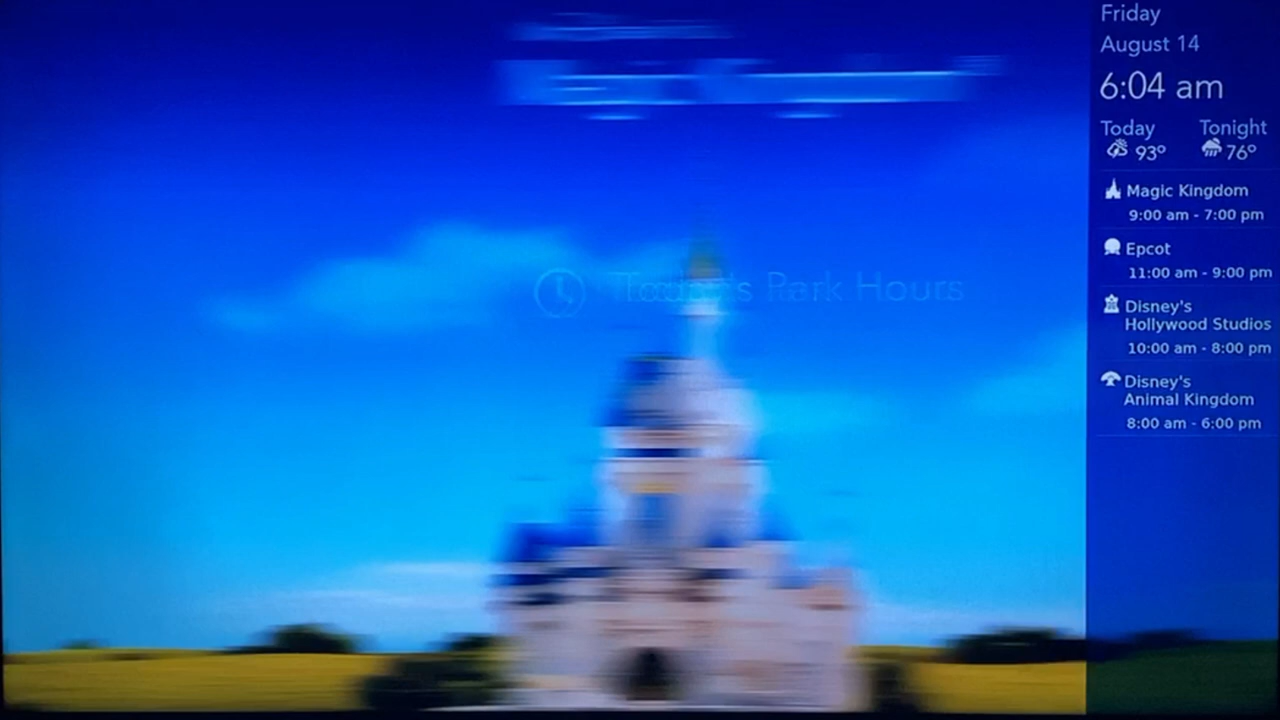 Friday
August 14
6:04 am
Today Tonight
93° 76°
Magic Kingdom
9:00 am - 7:00 pm
Epcot
11:00 am - 9:00 pm
Disney's
Hollywood Studios
10:00 am - 8:00 pm
Disney's
Animal Kingdom
8:00 am - 6:00 pm
Today's Park Hours